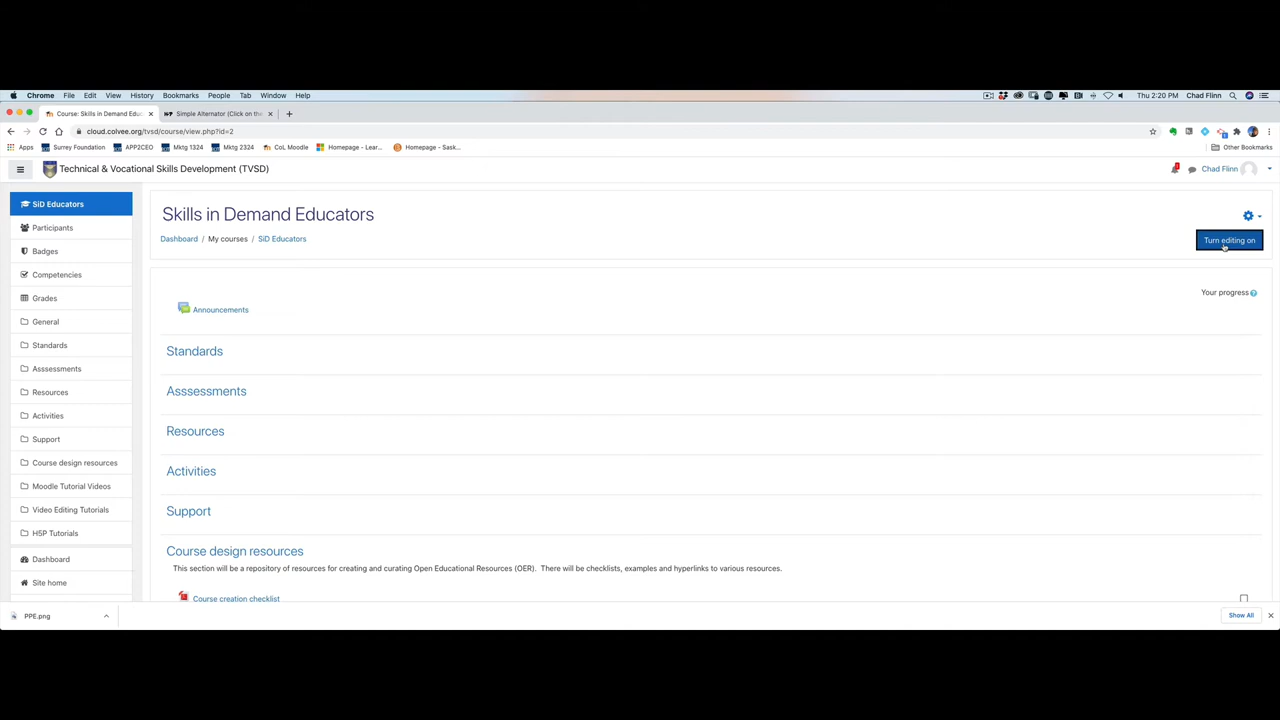 Chrome File Edit View History Bookmarks People Tab Window Help Thu 2:20 PM Chad Flinn
Course: Skills in Demand Educ Simple Alternator (Click on the
cloud.colvee.org/tvsd/course/view.php?id=2
Apps Surrey Foundation APP2CEO Mktg 1324 Mktg 2324 CoL Moodle Homepage - Lear... Homepage - Sask... Other Bookmarks
Technical & Vocational Skills Development (TVSD) Chad Flinn
SiD Educators
Participants
Badges
Competencies
Grades
General
Standards
Asssessments
Resources
Activities
Support
Course design resources
Moodle Tutorial Videos
Video Editing Tutorials
H5P Tutorials
Dashboard
Site home
Skills in Demand Educators
Dashboard / My courses / SiD Educators
Turn editing on
Your progress
Announcements
Standards
Asssessments
Resources
Activities
Support
Course design resources
This section will be a repository of resources for creating and curating Open Educational Resources (OER). There will be checklists, examples and hyperlinks to various resources.
Course creation checklist
PPE.png Show All